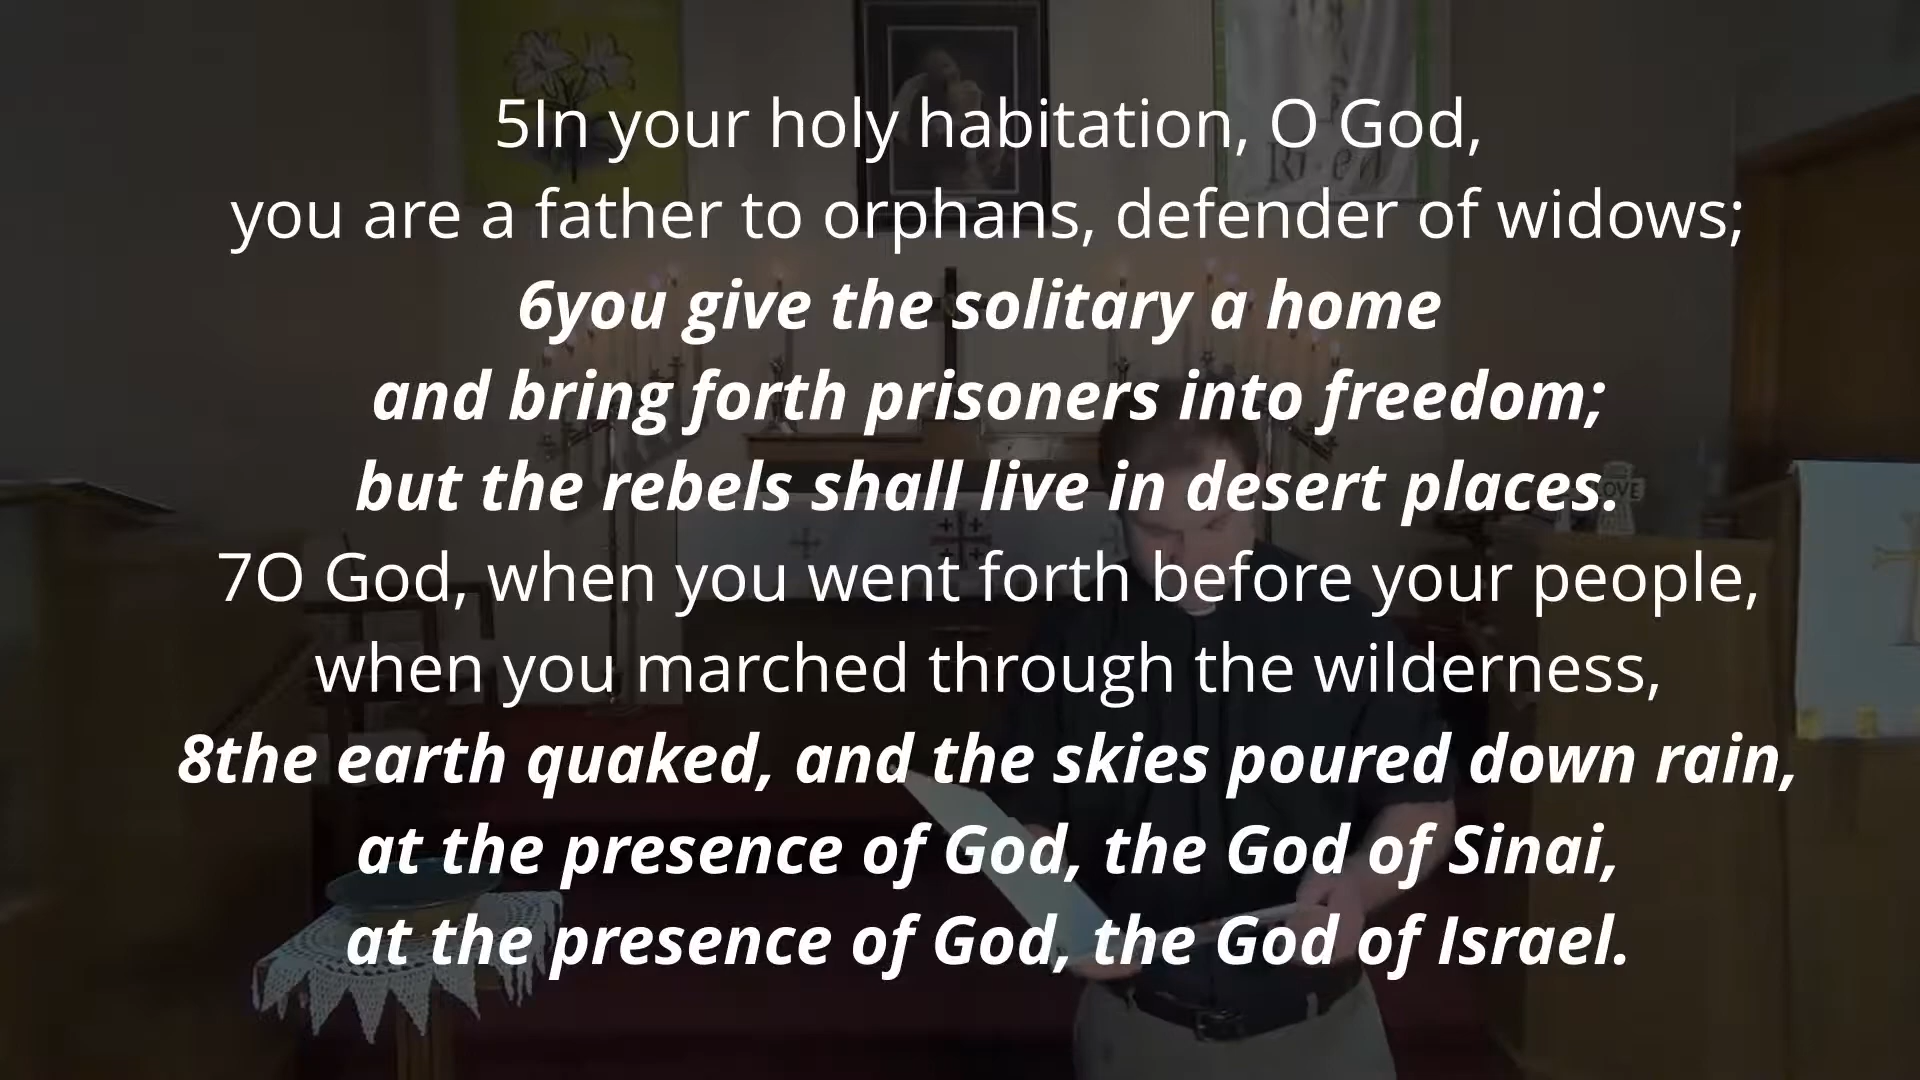 Ri en
5In your holy habitation, O God,
you are a father to orphans, defender of widows;
6you give the solitary a home
and bring forth prisoners into freedom;
but the rebels shall live in desert places.
LOVE
7O God, when you went forth before your people,
when you marched through the wilderness,
8the earth quaked, and the skies poured down rain,
at the presence of God, the God of Sinai,
at the presence of God, the God of Israel.